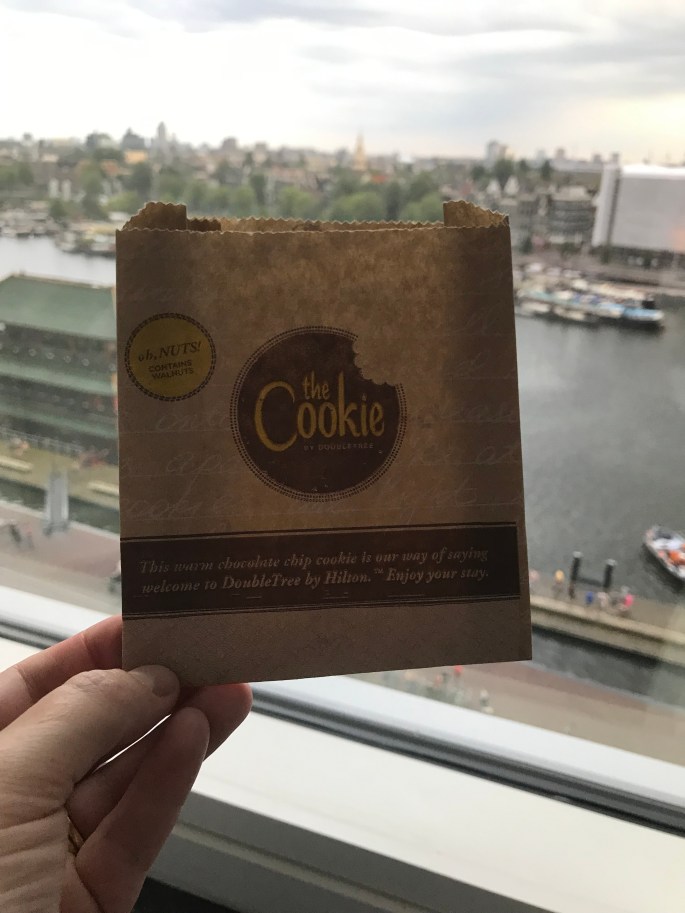 oh, NUTS!
CONTAINS
WALNUTS
the
Cookie
BY DOUBLETREE
This warm chocolate chip cookie is our way of saying
welcome to DoubleTree by Hilton.™ Enjoy your stay.